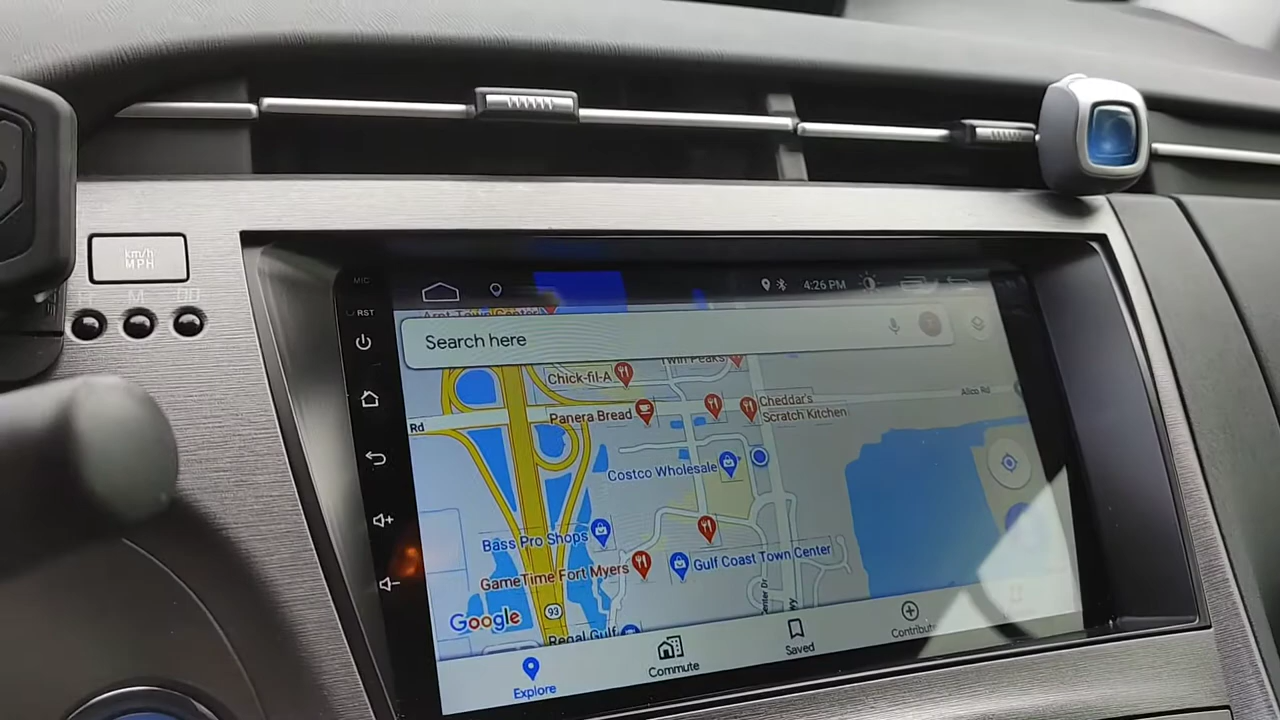 km/h
MPH
MIC
RST
4:26 PM
Search here
Twin Peaks
Chick-fil-A
Panera Bread
Cheddar's
Scratch Kitchen
Alico Rd
Rd
Costco Wholesale
Bass Pro Shops
Gulf Coast Town Center
GameTime Fort Myers
93
Google
Regal Gulf
Explore
Commute
Saved